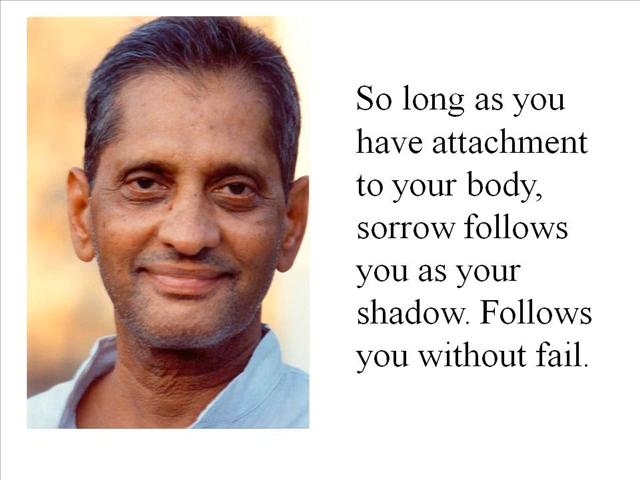 So long as you
have attachment
to your body,
sorrow follows
you as your
shadow. Follows
you without fail.